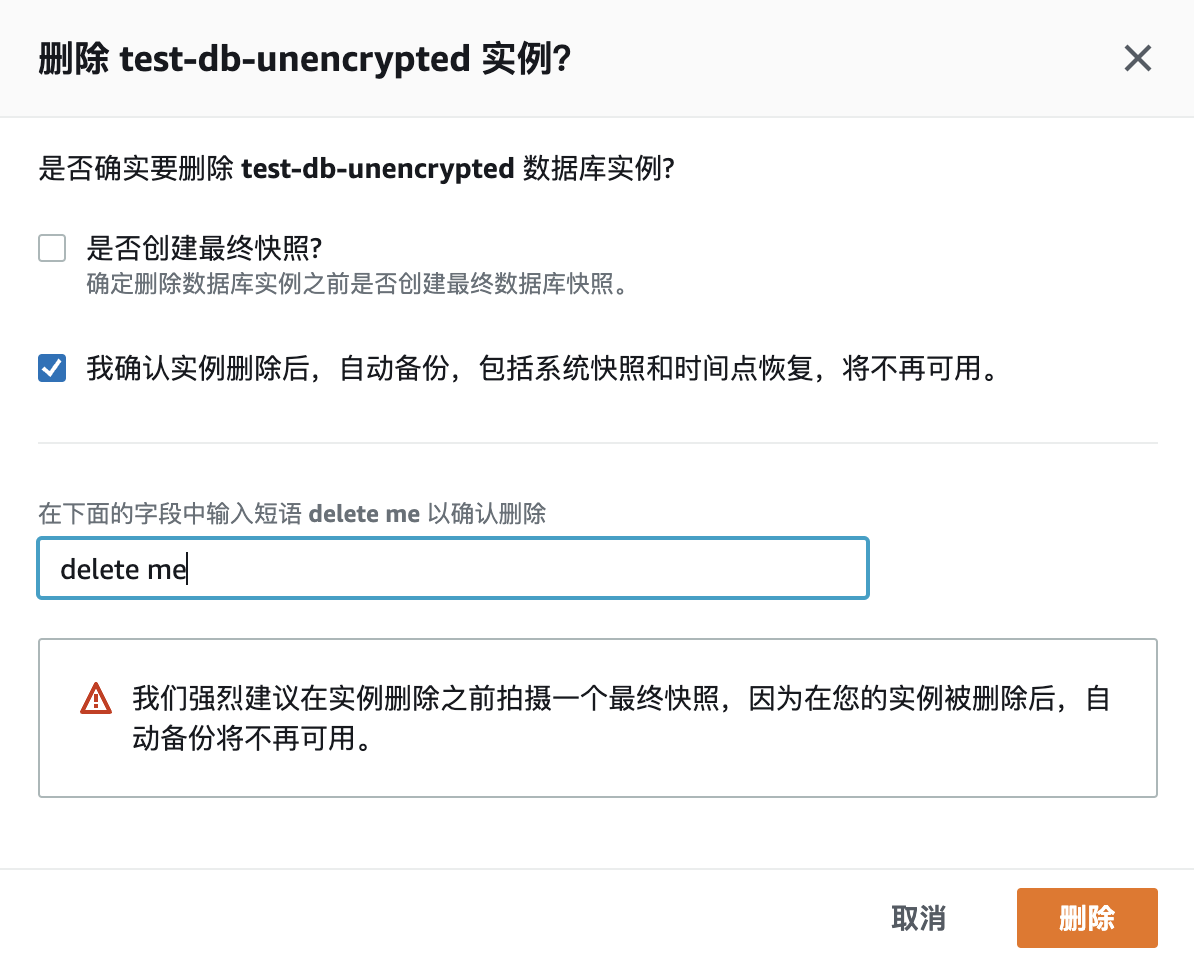 删除 test-db-unencrypted 实例?
是否确实要删除 test-db-unencrypted 数据库实例?
是否创建最终快照?
确定删除数据库实例之前是否创建最终数据库快照。
我确认实例删除后，自动备份，包括系统快照和时间点恢复，将不再可用。
在下面的字段中输入短语 delete me 以确认删除
delete me
我们强烈建议在实例删除之前拍摄一个最终快照，因为在您的实例被删除后，自
动备份将不再可用。
取消
删除